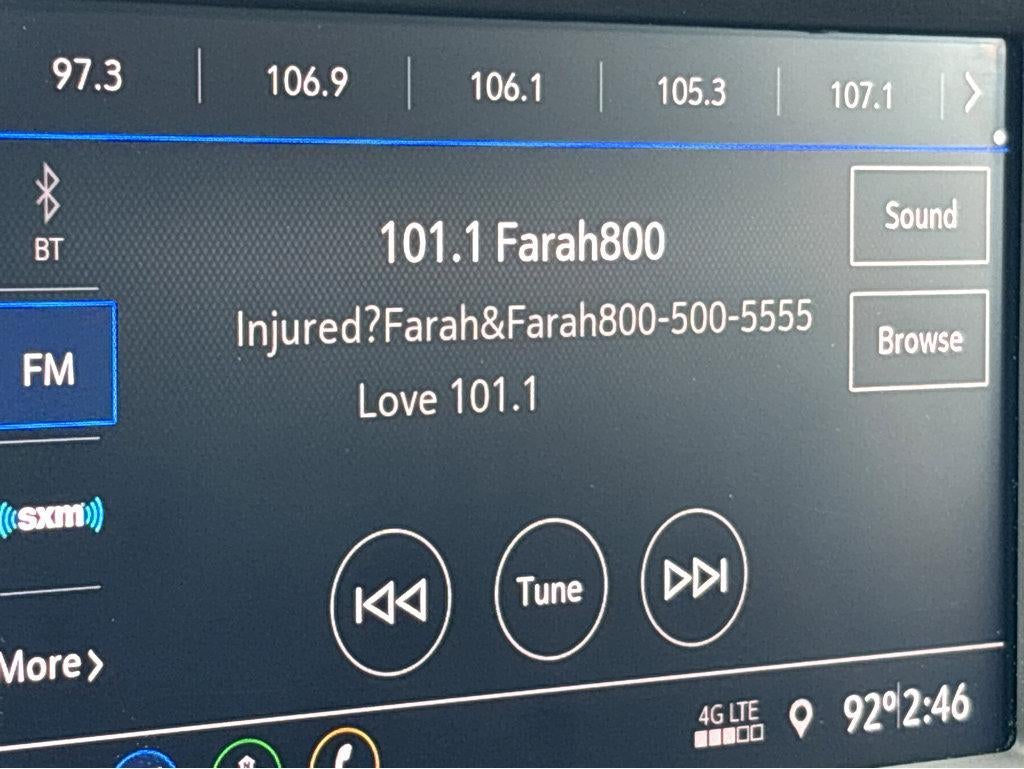 97.3 106.9 106.1 105.3 107.1
BT
Sound
101.1 Farah800
Injured?Farah&Farah800-500-5555
Browse
FM
Love 101.1
sxm
Tune
More
4G LTE
92° 2:46